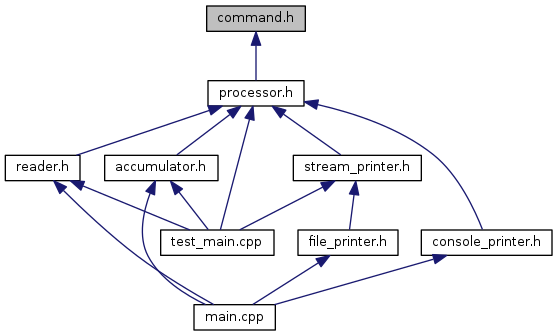 command.h
processor.h
reader.h
accumulator.h
stream_printer.h
test_main.cpp
file_printer.h
console_printer.h
main.cpp